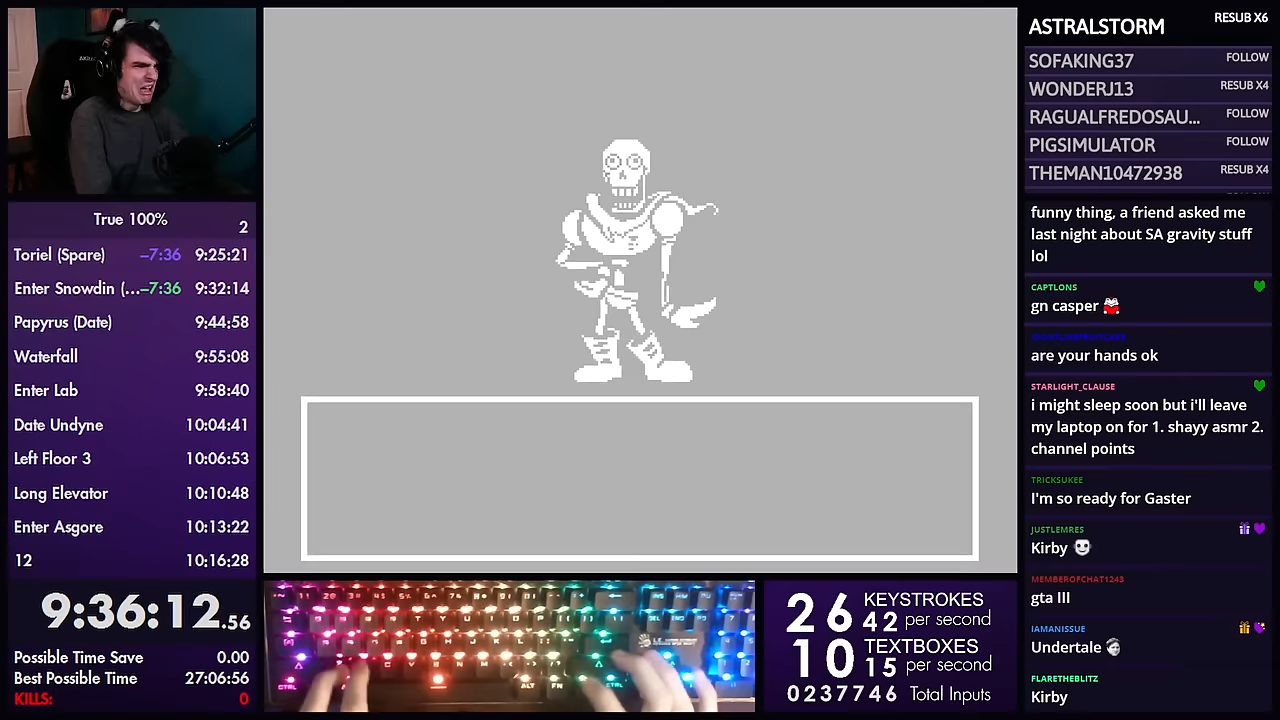 True 100%
2
Toriel (Spare) –7:36 9:25:21
Enter Snowdin (...–7:36 9:32:14
Papyrus (Date) 9:44:58
Waterfall 9:55:08
Enter Lab 9:58:40
Date Undyne 10:04:41
Left Floor 3 10:06:53
Long Elevator 10:10:48
Enter Asgore 10:13:22
12 10:16:28
9:36:12.56
Possible Time Save 0.00
Best Possible Time 27:06:56
KILLS: 0
26 KEYSTROKES
42 per second
10 TEXTBOXES
15 per second
0237746 Total Inputs
ASTRALSTORM RESUB X6
SOFAKING37 FOLLOW
WONDERJ13 RESUB X4
RAGUALFREDOSAU... FOLLOW
PIGSIMULATOR FOLLOW
THEMAN10472938 RESUB X4
funny thing, a friend asked me
last night about SA gravity stuff
lol
CAPTLONS
gn casper
are your hands ok
STARLIGHT_CLAUSE
i might sleep soon but i'll leave
my laptop on for 1. shayy asmr 2.
channel points
TRICKSUKEE
I'm so ready for Gaster
JUSTLEMRES
Kirby
MEMBEROFCHAT1243
gta III
IAMANISSUE
Undertale
FLARETHEBLITZ
Kirby